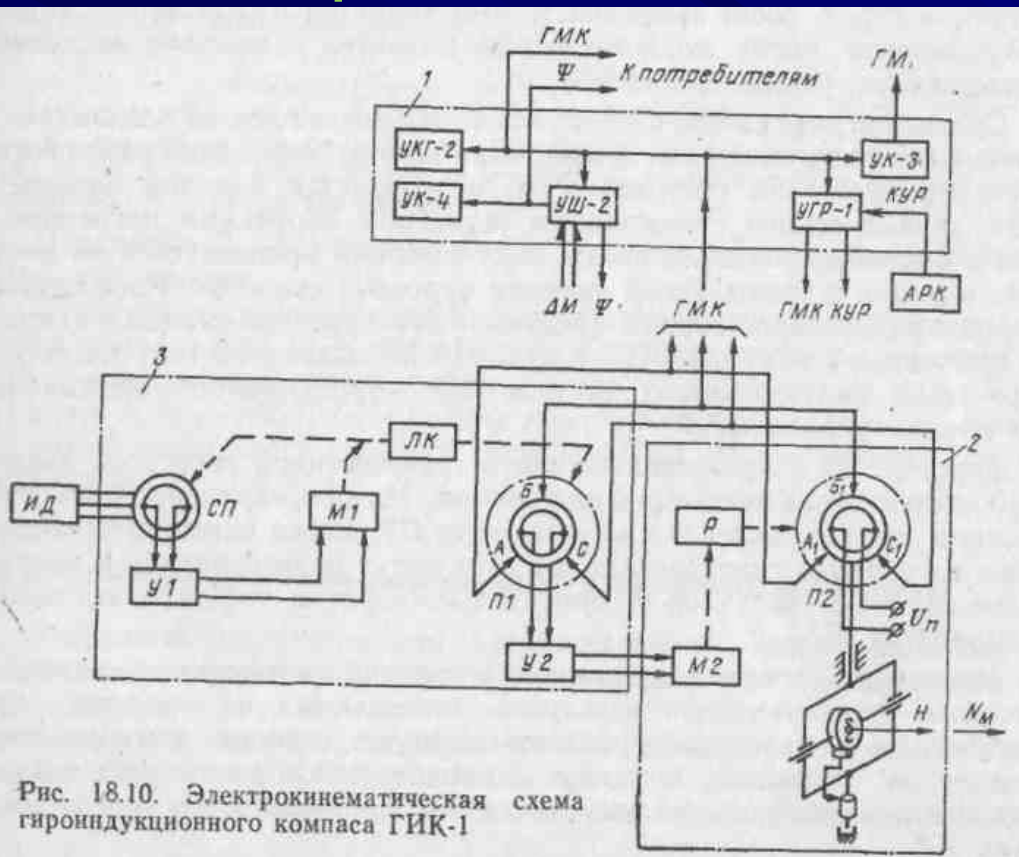 ГМК
Ψ
К потребителям
ГМ.
1
УКГ-2
УК-4
УШ-2
УК-3
УГР-1
КУР
АРК
ΔМ Ψ
ГМК
ГМК КУР
3
2
ИД
СП
У1
М1
ЛК
Б
А
С
П1
У2
Р
М2
Б₁
А₁
С₁
П2
Uп
H
Nм
Рис. 18.10. Электрокинематическая схема
гироиндукционного компаса ГИК-1